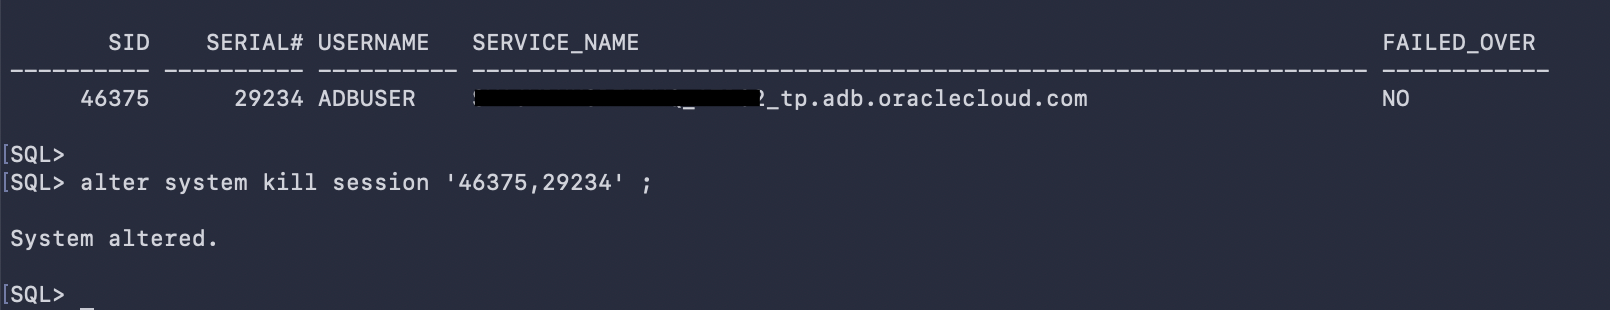 SID SERIAL# USERNAME SERVICE_NAME FAILED_OVER
---------- ---------- ---------- ---------------------------------------------------------------- ------------
46375 29234 ADBUSER _tp.adb.oraclecloud.com NO
[SQL>
[SQL> alter system kill session '46375,29234' ;
System altered.
[SQL>